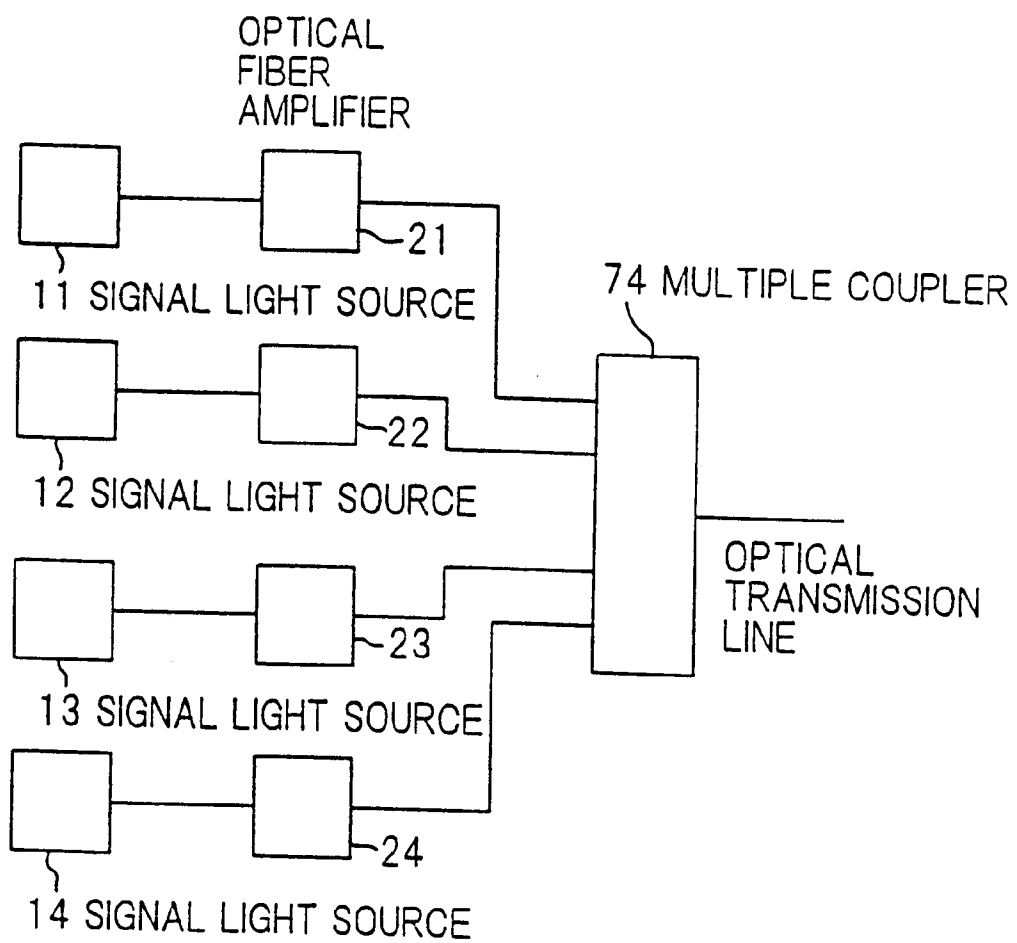 OPTICAL
FIBER
AMPLIFIER
21
11 SIGNAL LIGHT SOURCE
74 MULTIPLE COUPLER
22
12 SIGNAL LIGHT SOURCE
OPTICAL
TRANSMISSION
LINE
23
13 SIGNAL LIGHT SOURCE
24
14 SIGNAL LIGHT SOURCE